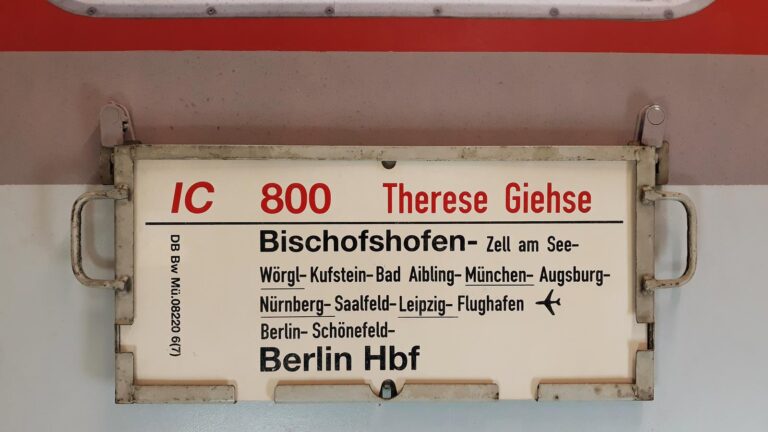 IC 800 Therese Giehse
Bischofshofen- Zell am See-
Wörgl- Kufstein- Bad Aibling- München- Augsburg-
Nürnberg- Saalfeld- Leipzig- Flughafen
Berlin- Schönefeld-
Berlin Hbf
DB Bw Mü.08220 6(7)